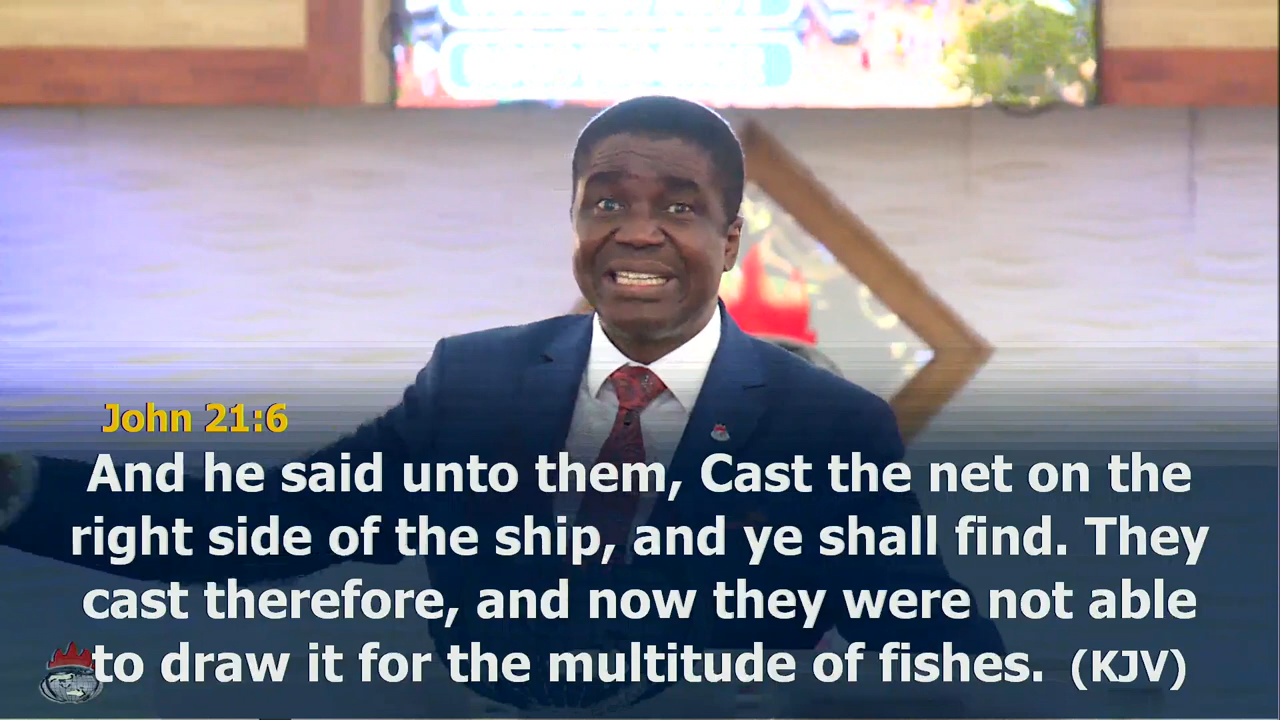 John 21:6
And he said unto them, Cast the net on the
right side of the ship, and ye shall find. They
cast therefore, and now they were not able
to draw it for the multitude of fishes. (KJV)